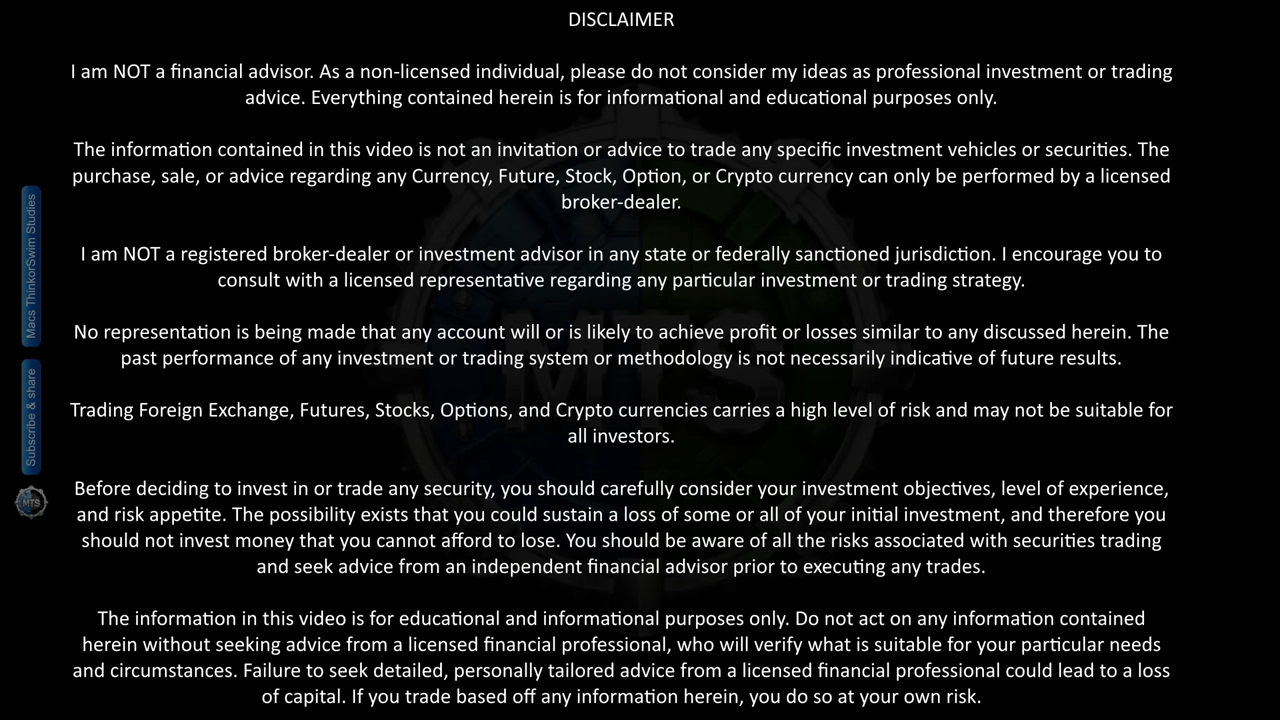 DISCLAIMER
I am NOT a financial advisor. As a non-licensed individual, please do not consider my ideas as professional investment or trading
advice. Everything contained herein is for informational and educational purposes only.
The information contained in this video is not an invitation or advice to trade any specific investment vehicles or securities. The
purchase, sale, or advice regarding any Currency, Future, Stock, Option, or Crypto currency can only be performed by a licensed
broker-dealer.
I am NOT a registered broker-dealer or investment advisor in any state or federally sanctioned jurisdiction. I encourage you to
consult with a licensed representative regarding any particular investment or trading strategy.
No representation is being made that any account will or is likely to achieve profit or losses similar to any discussed herein. The
past performance of any investment or trading system or methodology is not necessarily indicative of future results.
Trading Foreign Exchange, Futures, Stocks, Options, and Crypto currencies carries a high level of risk and may not be suitable for
all investors.
Before deciding to invest in or trade any security, you should carefully consider your investment objectives, level of experience,
and risk appetite. The possibility exists that you could sustain a loss of some or all of your initial investment, and therefore you
should not invest money that you cannot afford to lose. You should be aware of all the risks associated with securities trading
and seek advice from an independent financial advisor prior to executing any trades.
The information in this video is for educational and informational purposes only. Do not act on any information contained
herein without seeking advice from a licensed financial professional, who will verify what is suitable for your particular needs
and circumstances. Failure to seek detailed, personally tailored advice from a licensed financial professional could lead to a loss
of capital. If you trade based off any information herein, you do so at your own risk.
Macs ThinkorSwim Studies
Subscribe & share
MTS
MTS